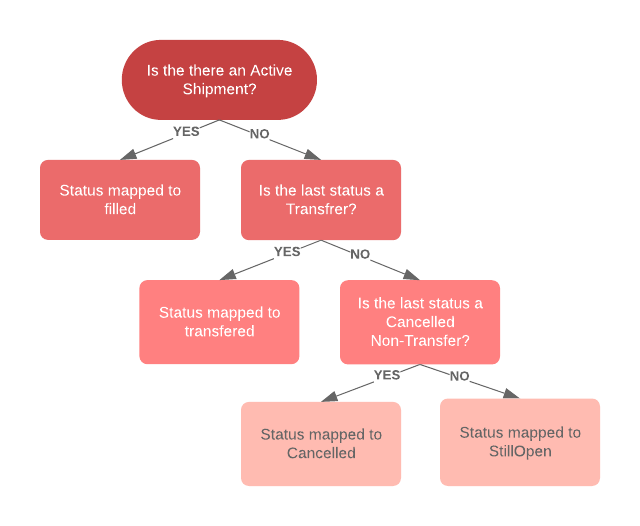 Is the there an Active
Shipment?
YES
NO
Status mapped to
filled
Is the last status a
Transfrer?
YES
NO
Status mapped to
transfered
Is the last status a
Cancelled
Non-Transfer?
YES
NO
Status mapped to
Cancelled
Status mapped to
StillOpen